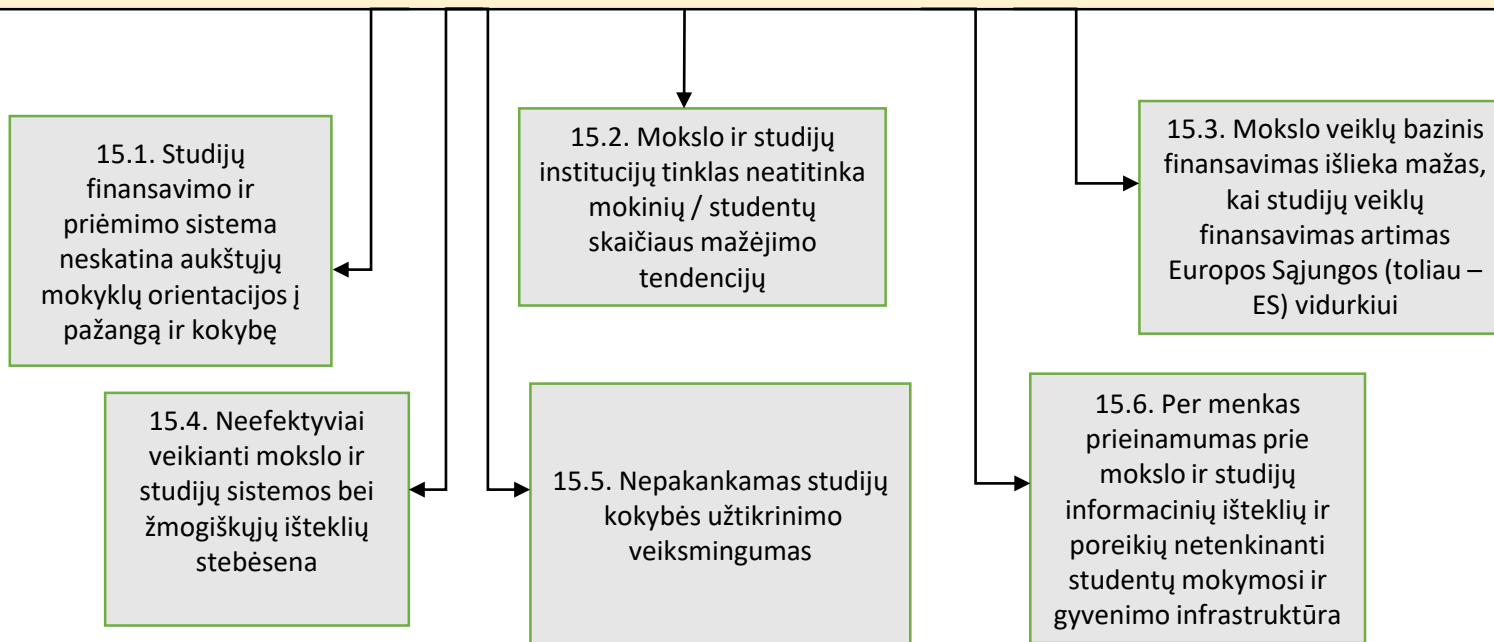 15.1. Studijų
finansavimo ir
priėmimo sistema
neskatina aukštųjų
mokyklų orientacijos į
pažangą ir kokybę
15.2. Mokslo ir studijų
institucijų tinklas neatitinka
mokinių / studentų
skaičiaus mažėjimo
tendencijų
15.3. Mokslo veiklų bazinis
finansavimas išlieka mažas,
kai studijų veiklų
finansavimas artimas
Europos Sąjungos (toliau –
ES) vidurkiui
15.4. Neefektyviai
veikianti mokslo ir
studijų sistemos bei
žmogiškųjų išteklių
stebėsena
15.5. Nepakankamas studijų
kokybės užtikrinimo
veiksmingumas
15.6. Per menkas
prieinamumas prie
mokslo ir studijų
informacinių išteklių ir
poreikių netenkinanti
studentų mokymosi ir
gyvenimo infrastruktūra